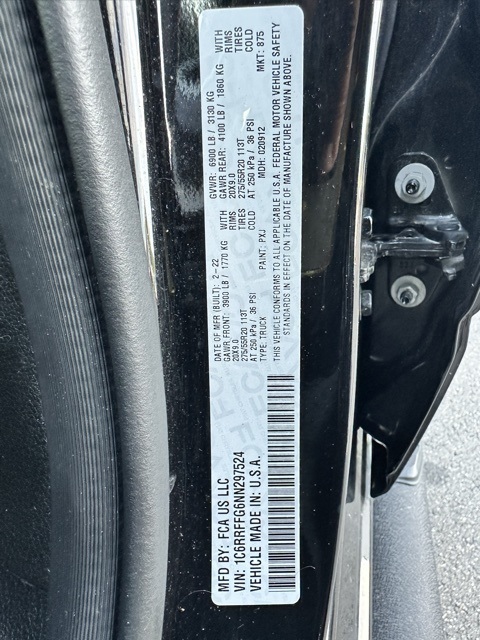 MFD BY: FCA US LLC
DATE OF MFR (BUILT): 2-22 GVWR: 6900 LB / 3130 KG
GAWR FRONT: 3900 LB / 1770 KG WITH GAWR REAR: 4100 LB / 1860 KG WITH
20X9.0 RIMS 20X9.0 RIMS
275/55R20 113T TIRES 275/55R20 113T TIRES
AT 250 kPa / 36 PSI COLD AT 250 kPa / 36 PSI COLD
TYPE: TRUCK PAINT: PXJ MDH: 020912 MKT: 875
VIN: 1C6RRFFG6NN297524
VEHICLE MADE IN: U.S.A.
THIS VEHICLE CONFORMS TO ALL APPLICABLE U.S.A. FEDERAL MOTOR VEHICLE SAFETY
STANDARDS IN EFFECT ON THE DATE OF MANUFACTURE SHOWN ABOVE.